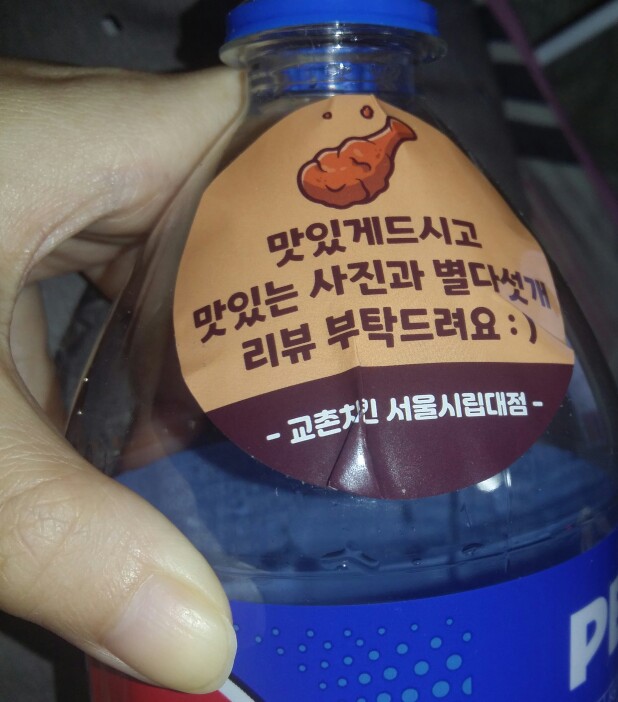 맛있게드시고
맛있는 사진과 별다섯개
리뷰 부탁드려요 : )
- 교촌치킨 서울시립대점 -
PE